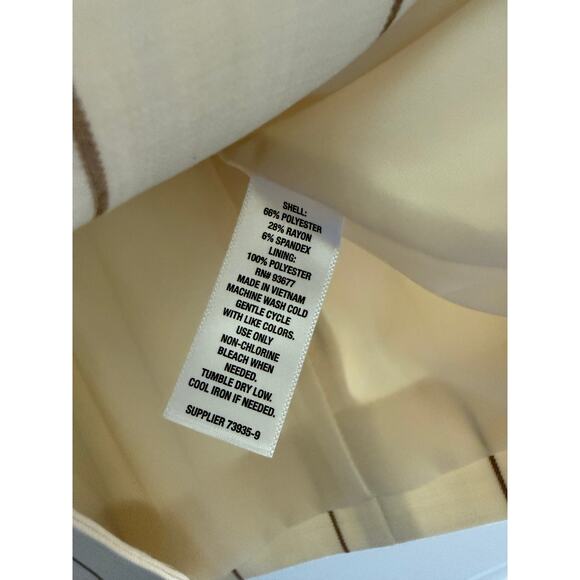 SHELL:
66% POLYESTER
28% RAYON
6% SPANDEX
LINING:
100% POLYESTER
RN# 93677
MADE IN VIETNAM
MACHINE WASH COLD
GENTLE CYCLE
WITH LIKE COLORS.
USE ONLY
NON-CHLORINE
BLEACH WHEN
NEEDED.
TUMBLE DRY LOW.
COOL IRON IF NEEDED.
SUPPLIER 73935-9